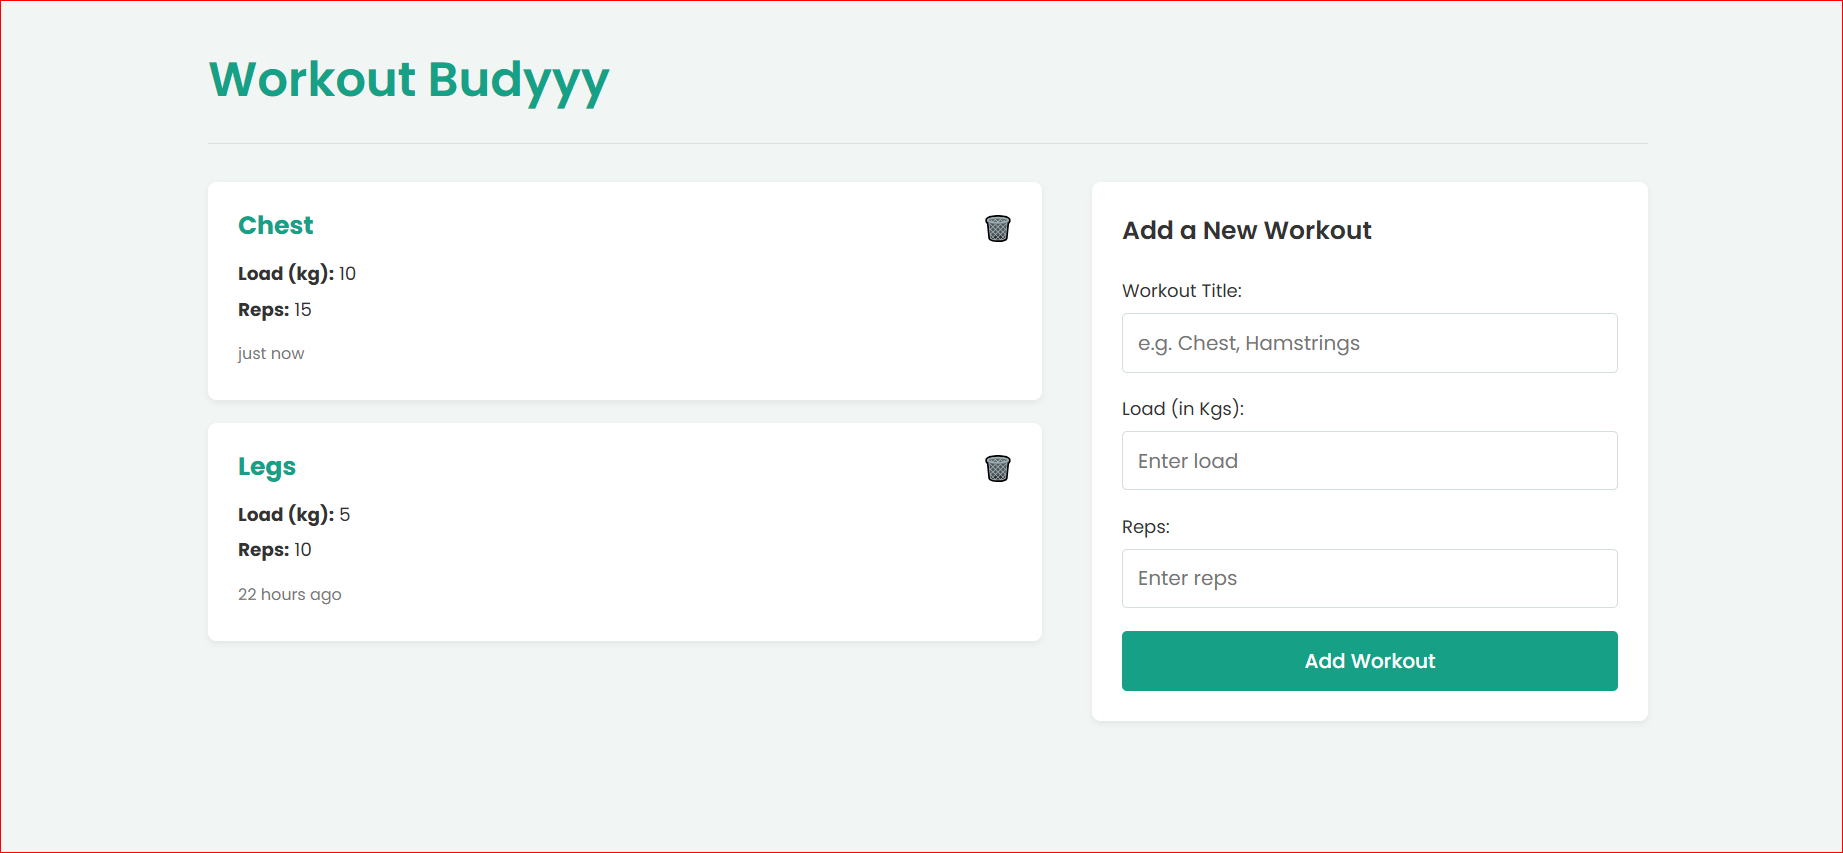 Workout Budyyy
Chest
Load (kg): 10
Reps: 15
just now
Legs
Load (kg): 5
Reps: 10
22 hours ago
Add a New Workout
Workout Title:
e.g. Chest, Hamstrings
Load (in Kgs):
Enter load
Reps:
Enter reps
Add Workout